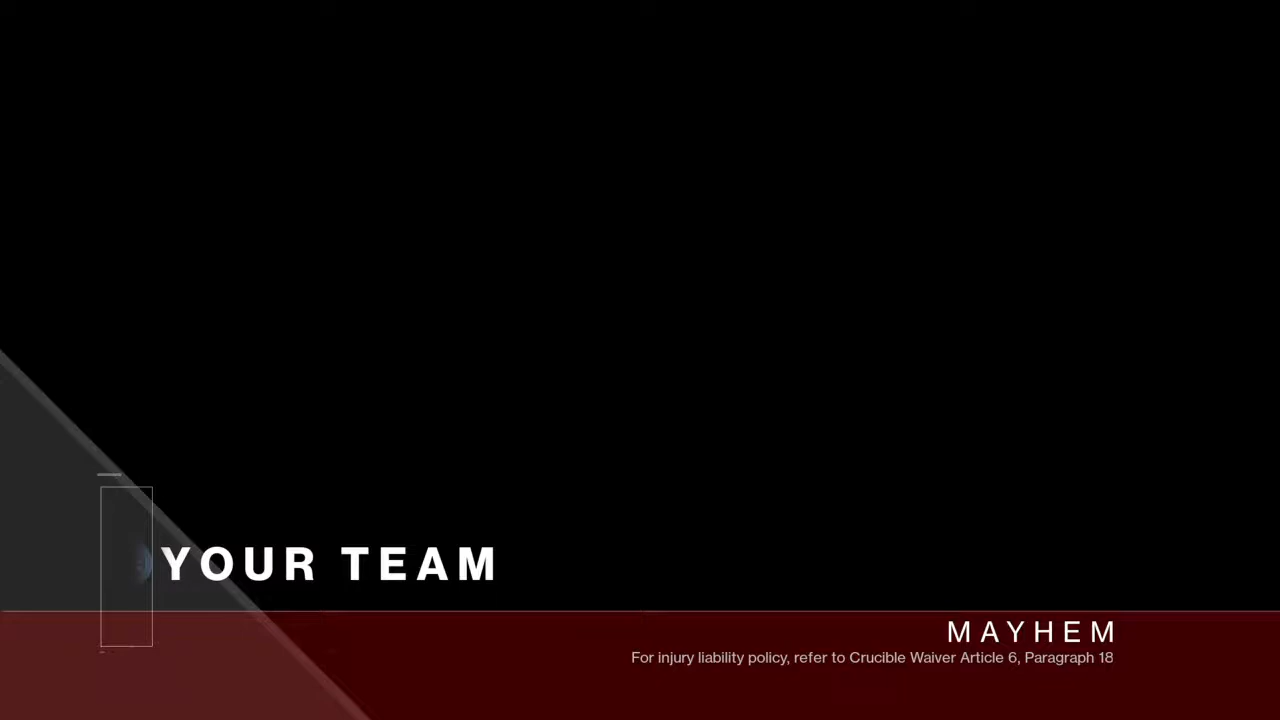 YOUR TEAM
MAYHEM
For injury liability policy, refer to Crucible Waiver Article 6, Paragraph 18